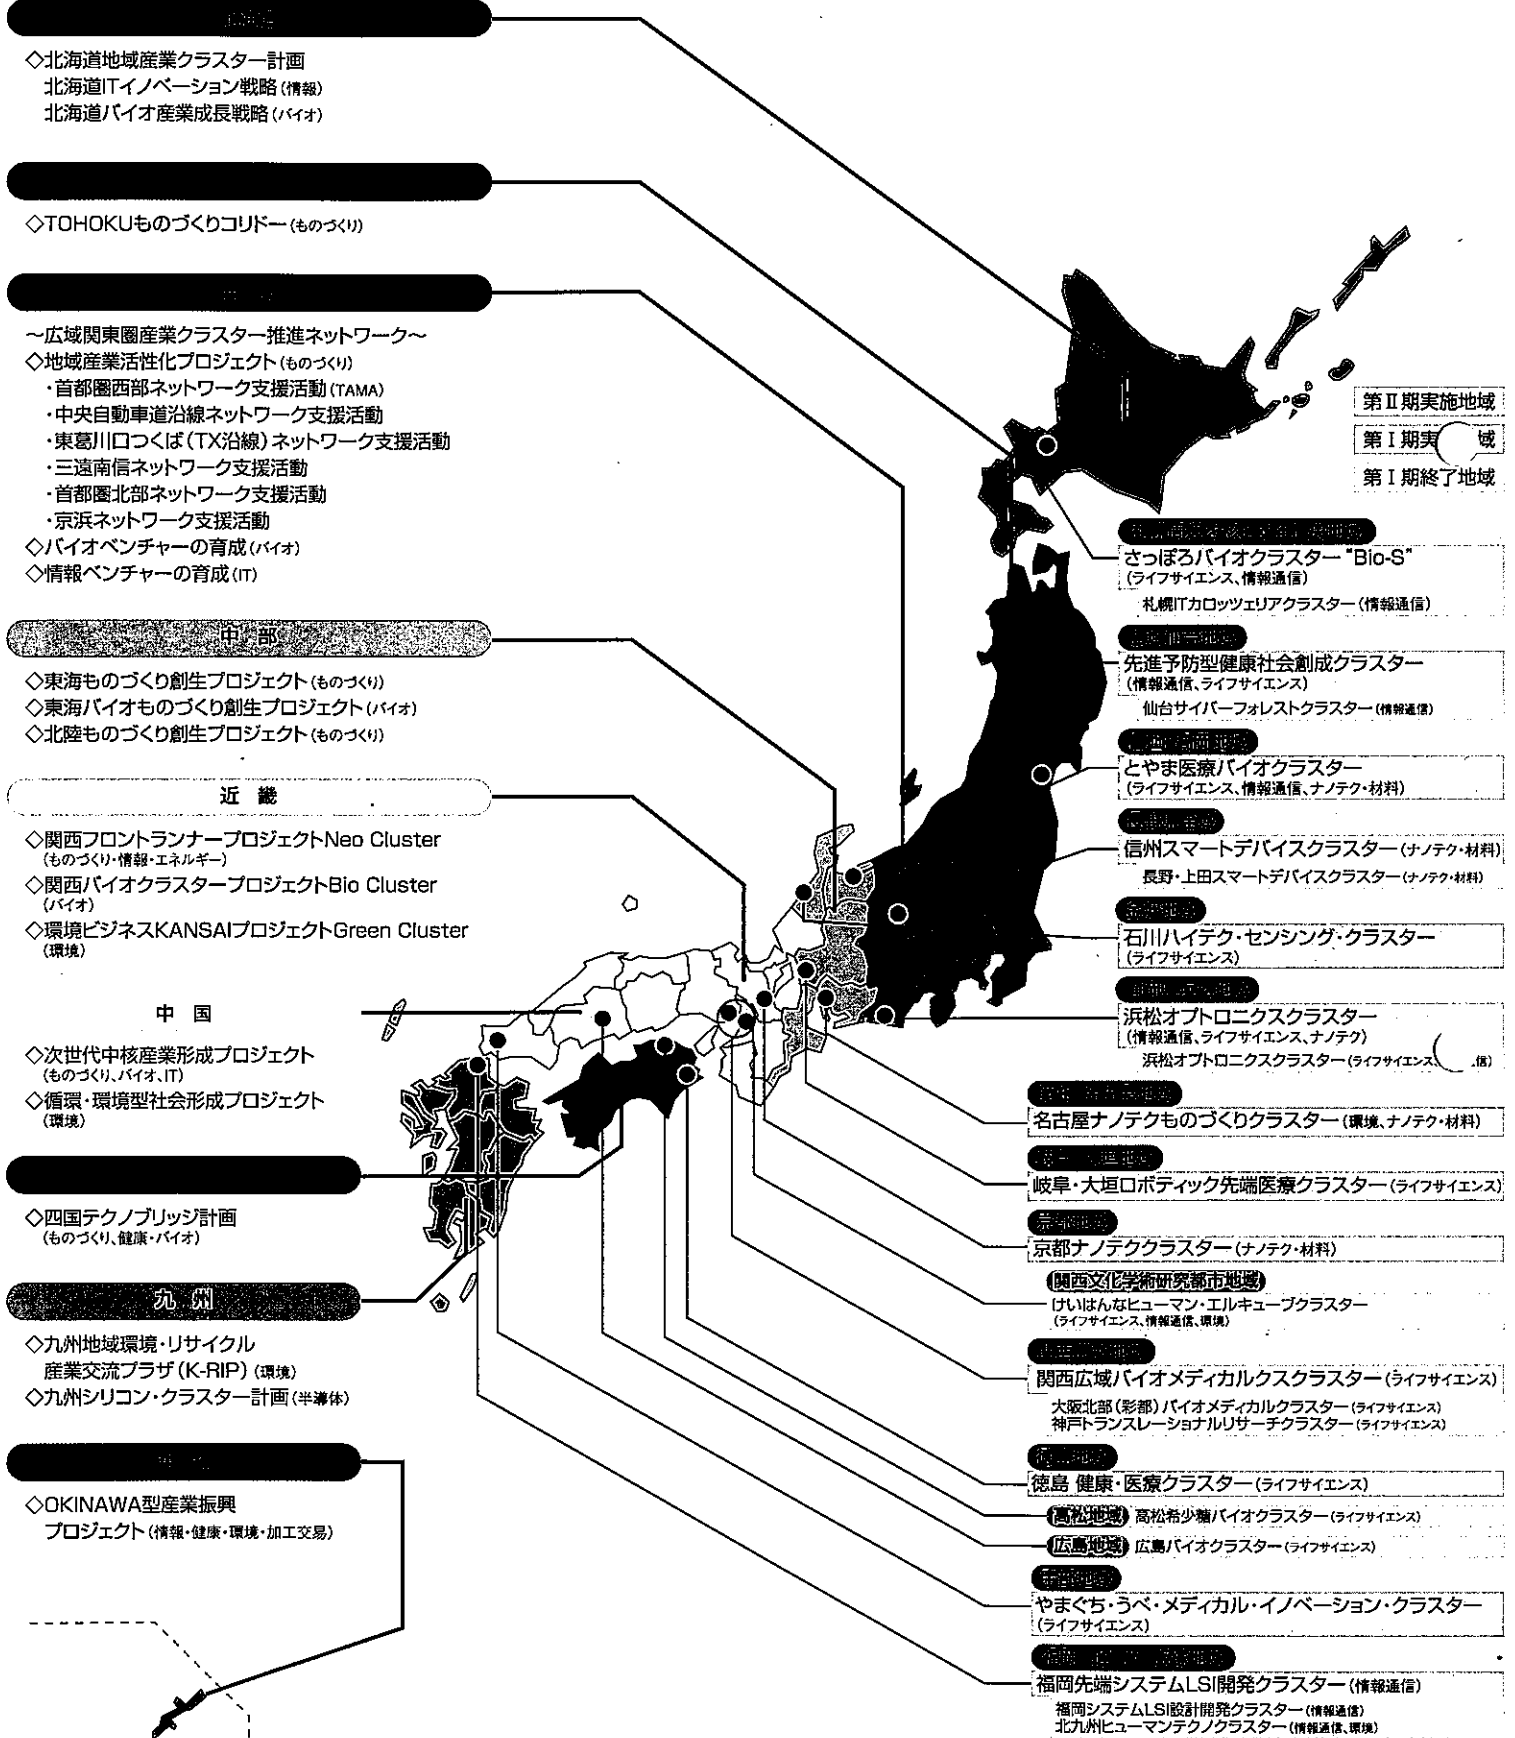 ◇北海道地域産業クラスター計画
北海道ITイノベーション戦略(情報)
北海道バイオ産業成長戦略(バイオ)
◇TOHOKUものづくりコリドー(ものづくり)
～広域関東圏産業クラスター推進ネットワーク～
◇地域産業活性化プロジェクト(ものづくり)
・首都圏西部ネットワーク支援活動(TAMA)
・中央自動車道沿線ネットワーク支援活動
・東葛川口つくば(TX沿線)ネットワーク支援活動
・三遠南信ネットワーク支援活動
・首都圏北部ネットワーク支援活動
・京浜ネットワーク支援活動
◇バイオベンチャーの育成(バイオ)
◇情報ベンチャーの育成(IT)
中 部
◇東海ものづくり創生プロジェクト(ものづくり)
◇東海バイオものづくり創生プロジェクト(バイオ)
◇北陸ものづくり創生プロジェクト(ものづくり)
近 畿
◇関西フロントランナープロジェクトNeo Cluster
(ものづくり・情報・エネルギー)
◇関西バイオクラスタープロジェクトBio Cluster
(バイオ)
◇環境ビジネスKANSAIプロジェクトGreen Cluster
(環境)
中 国
◇次世代中核産業形成プロジェクト
(ものづくり、バイオ、IT)
◇循環・環境型社会形成プロジェクト
(環境)
◇四国テクノブリッジ計画
(ものづくり、健康・バイオ)
九 州
◇九州地域環境・リサイクル
産業交流プラザ(K-RIP)(環境)
◇九州シリコン・クラスター計画(半導体)
◇OKINAWA型産業振興
プロジェクト(情報・健康・環境・加工交易)
第Ⅱ期実施地域
第Ⅰ期実 域
第Ⅰ期終了地域
さっぽろバイオクラスター"Bio-S"
(ライフサイエンス、情報通信)
札幌ITカロッツェリアクラスター(情報通信)
先進予防型健康社会創成クラスター
(情報通信、ライフサイエンス)
仙台サイバーフォレストクラスター(情報通信)
とやま医療バイオクラスター
(ライフサイエンス、情報通信、ナノテク・材料)
信州スマートデバイスクラスター(ナノテク・材料)
長野・上田スマートデバイスクラスター(ナノテク・材料)
石川ハイテク・センシング・クラスター
(ライフサイエンス)
浜松オプトロニクスクラスター
(情報通信、ライフサイエンス、ナノテク)
浜松オプトロニクスクラスター(ライフサイエンス、 信)
名古屋ナノテクものづくりクラスター(環境、ナノテク・材料)
岐阜・大垣ロボティック先端医療クラスター(ライフサイエンス)
京都地域
京都ナノテククラスター(ナノテク・材料)
関西文化学術研究都市地域
けいはんなヒューマン・エルキューブクラスター
(ライフサイエンス、情報通信、環境)
関西広域バイオメディカルクスクラスター(ライフサイエンス)
大阪北部(彩都)バイオメディカルクラスター(ライフサイエンス)
神戸トランスレーショナルリサーチクラスター(ライフサイエンス)
徳島 健康・医療クラスター(ライフサイエンス)
高松地域 高松希少糖バイオクラスター(ライフサイエンス)
広島地域 広島バイオクラスター(ライフサイエンス)
やまぐち・うべ・メディカル・イノベーション・クラスター
(ライフサイエンス)
福岡先端システムLSI開発クラスター(情報通信)
福岡システムLSI設計開発クラスター(情報通信)
北九州ヒューマンテクノクラスター(情報通信、環境)